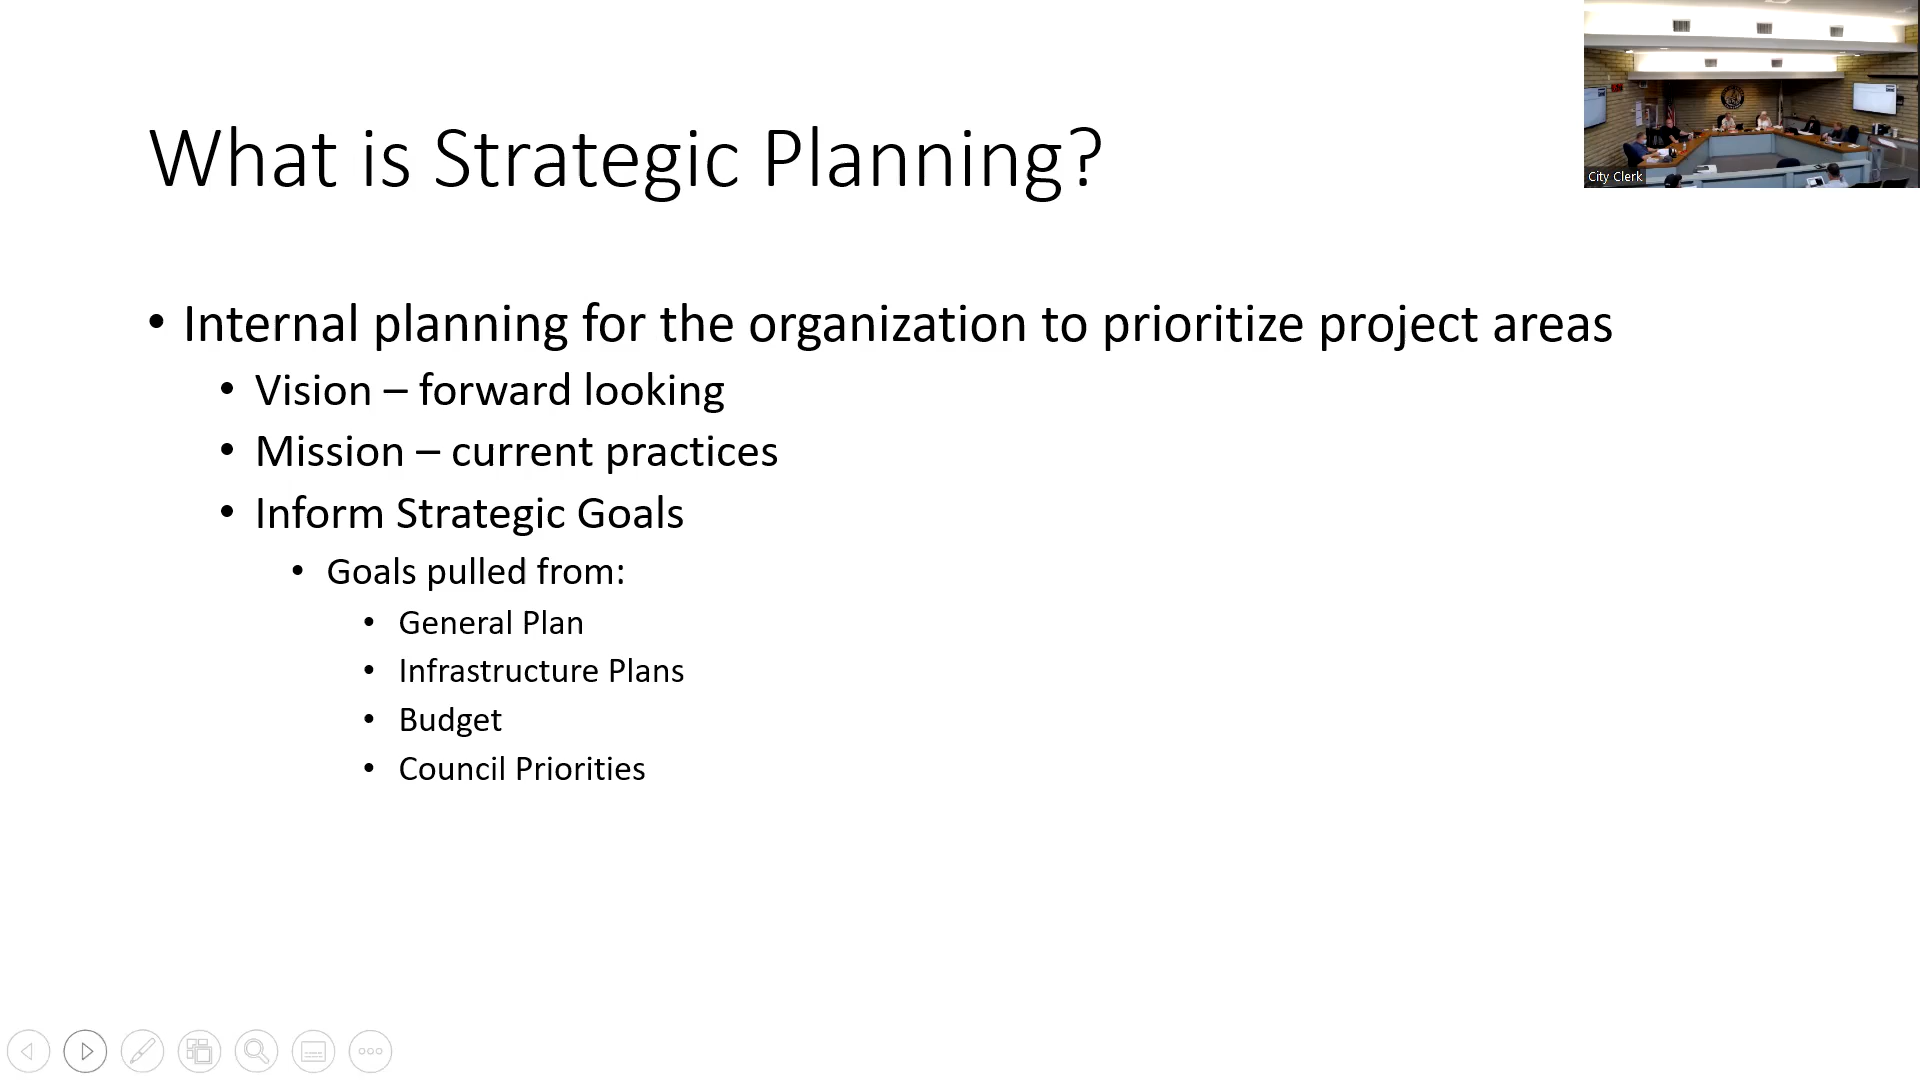 What is Strategic Planning?
City Clerk
• Internal planning for the organization to prioritize project areas
• Vision – forward looking
• Mission – current practices
• Inform Strategic Goals
• Goals pulled from:
• General Plan
• Infrastructure Plans
• Budget
• Council Priorities